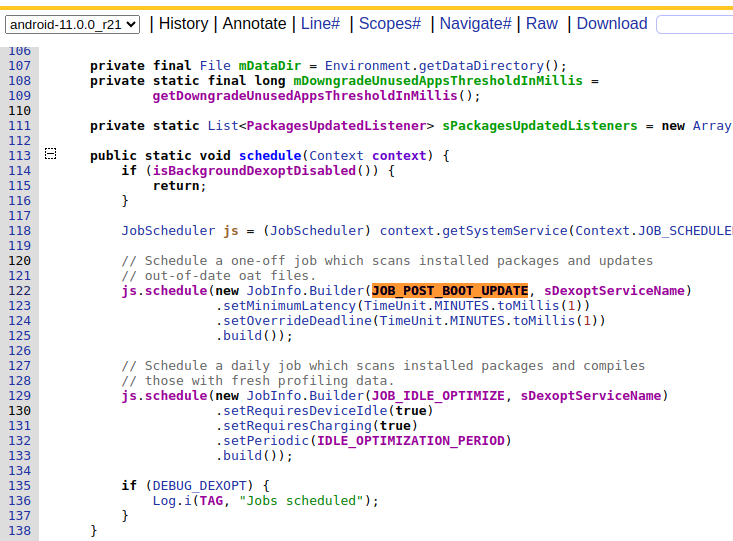 android-11.0.0_r21 | History | Annotate | Line# | Scopes# | Navigate# | Raw | Download
106
107 private final File mDataDir = Environment.getDataDirectory();
108 private static final long mDowngradeUnusedAppsThresholdInMillis =
109 getDowngradeUnusedAppsThresholdInMillis();
110
111 private static List<PackagesUpdatedListener> sPackagesUpdatedListeners = new Array
112
113 public static void schedule(Context context) {
114 if (isBackgroundDexoptDisabled()) {
115 return;
116 }
117
118 JobScheduler js = (JobScheduler) context.getSystemService(Context.JOB_SCHEDULE
119
120 // Schedule a one-off job which scans installed packages and updates
121 // out-of-date oat files.
122 js.schedule(new JobInfo.Builder(JOB_POST_BOOT_UPDATE, sDexoptServiceName)
123 .setMinimumLatency(TimeUnit.MINUTES.toMillis(1))
124 .setOverrideDeadline(TimeUnit.MINUTES.toMillis(1))
125 .build());
126
127 // Schedule a daily job which scans installed packages and compiles
128 // those with fresh profiling data.
129 js.schedule(new JobInfo.Builder(JOB_IDLE_OPTIMIZE, sDexoptServiceName)
130 .setRequiresDeviceIdle(true)
131 .setRequiresCharging(true)
132 .setPeriodic(IDLE_OPTIMIZATION_PERIOD)
133 .build());
134
135 if (DEBUG_DEXOPT) {
136 Log.i(TAG, "Jobs scheduled");
137 }
138 }